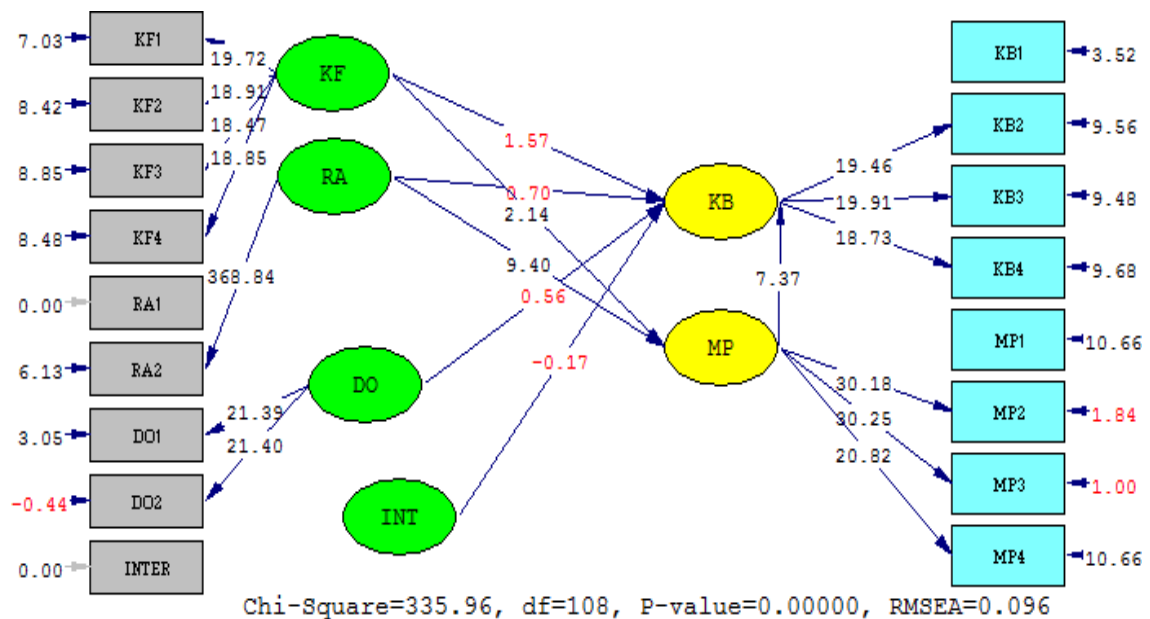 7.03 KF1
8.42 KF2
8.85 KF3
8.48 KF4
0.00 RA1
6.13 RA2
3.05 DO1
-0.44 DO2
0.00 INTER
19.72
18.91
18.47
18.85
368.84
21.39
21.40
KF
RA
DO
INT
1.57
0.70
2.14
9.40
0.56
-0.17
KB
7.37
MP
19.46
19.91
18.73
30.18
30.25
20.82
KB1 3.52
KB2 9.56
KB3 9.48
KB4 9.68
MP1 10.66
MP2 1.84
MP3 1.00
MP4 10.66
Chi-Square=335.96, df=108, P-value=0.00000, RMSEA=0.096